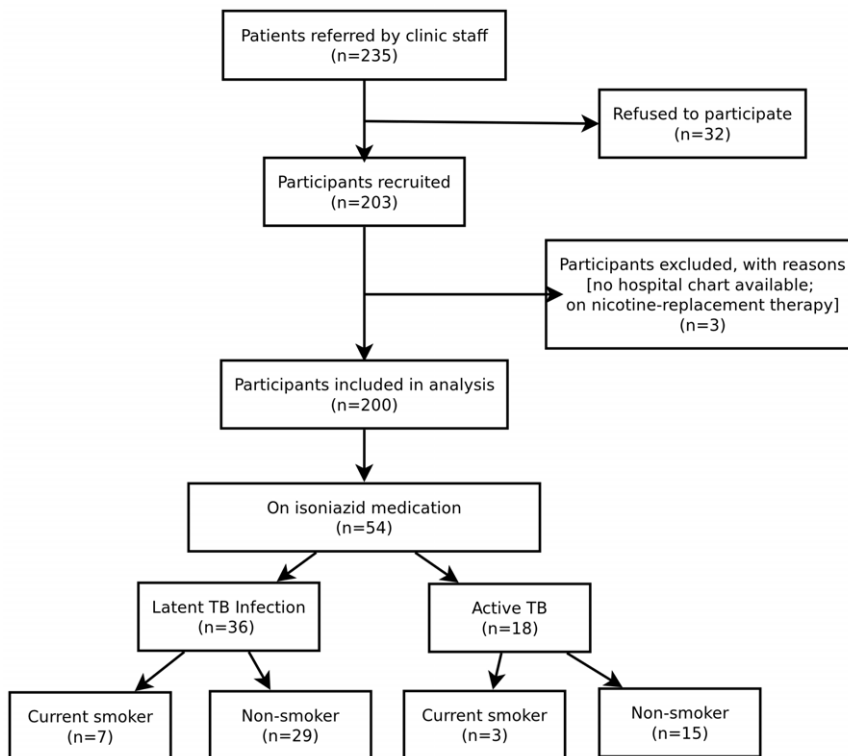 Patients referred by clinic staff
(n=235)
Refused to participate
(n=32)
Participants recruited
(n=203)
Participants excluded, with reasons
[no hospital chart available;
on nicotine-replacement therapy]
(n=3)
Participants included in analysis
(n=200)
On isoniazid medication
(n=54)
Latent TB Infection
(n=36)
Active TB
(n=18)
Current smoker
(n=7)
Non-smoker
(n=29)
Current smoker
(n=3)
Non-smoker
(n=15)